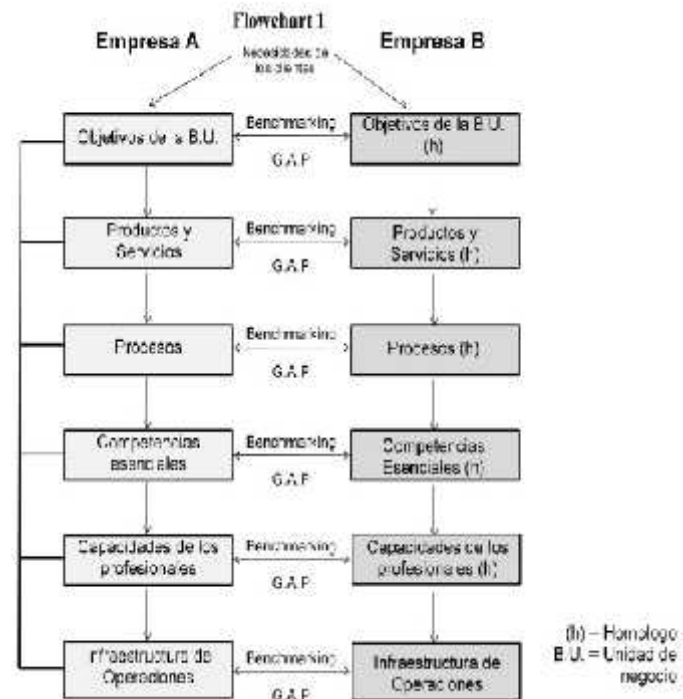 Flowchart 1
Empresa A
Empresa B
Necesidades de
los clientes
Objetivos de la B.U.
Benchmarking
G.A.P
Objetivos de la B.U.
(h)
Productos y
Servicios
Benchmarking
G.A.P
Productos y
Servicios (h)
Procesos
Benchmarking
G.A.P
Procesos (h)
Competencias
esenciales
Benchmarking
G.A.P
Competencias
Esenciales (h)
Capacidades de los
profesionales
Benchmarking
G.A.P
Capacidades de los
profesionales (h)
Infraestructura de
Operaciones
Benchmarking
G.A.P
Infraestructura de
Operaciones
(h) – Homologo
B.U. = Unidad de
negocio